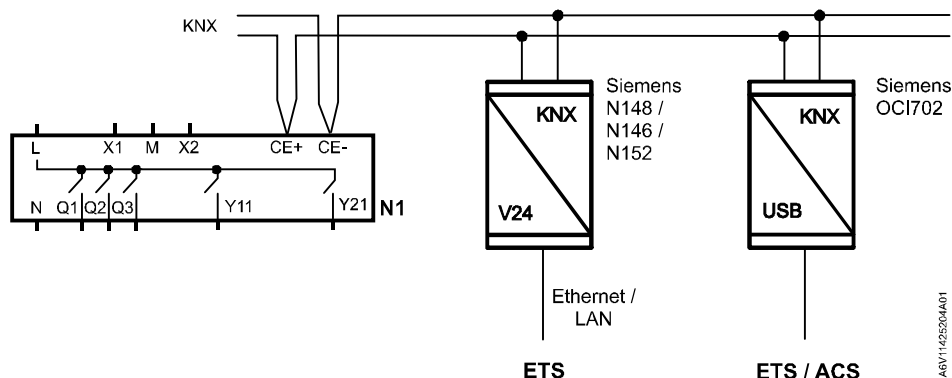 KNX
Siemens
N148 /
N146 /
N152
Siemens
OCI702
KNX
KNX
L X1 M X2 CE+ CE-
N Q1 Q2 Q3 Y11 Y21 N1
V24
USB
Ethernet /
LAN
ETS
ETS / ACS
A6V11425204A01